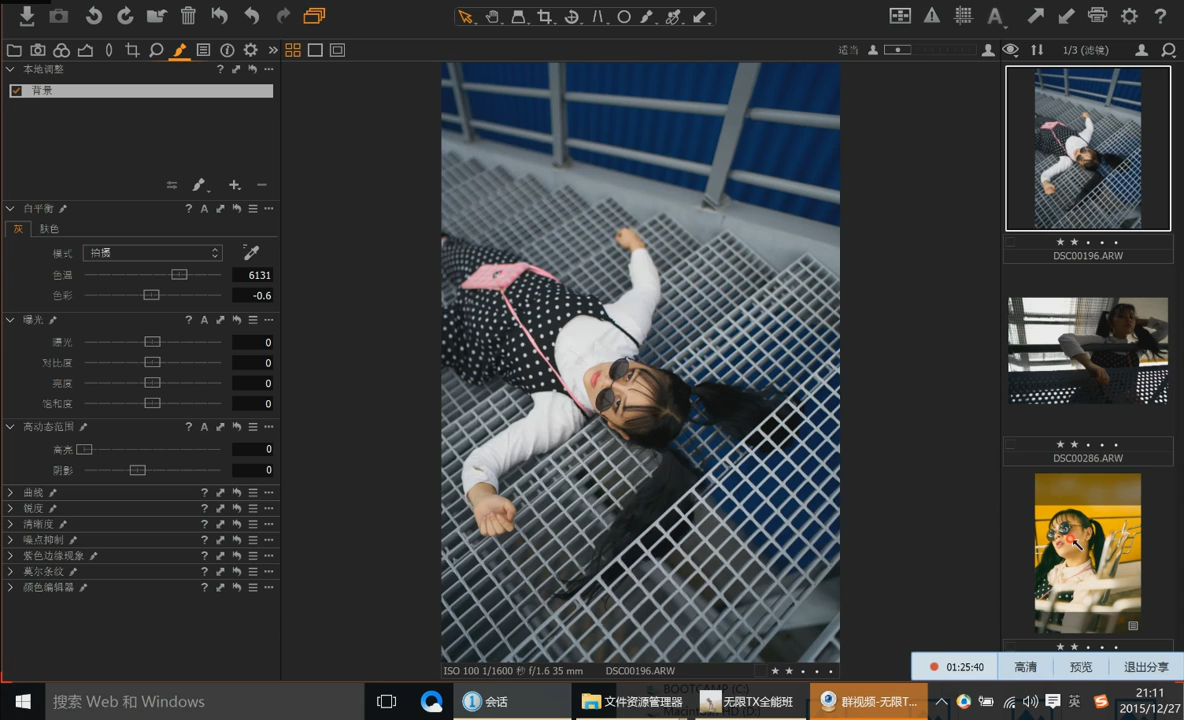 适当
1/3 (滤镜)
本地调整
背景
白平衡
灰
肤色
模式
拍摄
色温
6131
色彩
-0.6
曝光
曝光
0
对比度
0
亮度
0
饱和度
0
高动态范围
高亮
0
阴影
0
曲线
锐度
清晰度
噪点抑制
紫色边缘现象
莫尔条纹
颜色编辑器
ISO 100 1/1600 秒 f/1.6 35 mm
DSC00196.ARW
DSC00196.ARW
DSC00286.ARW
01:25:40
高清
预览
退出分享
搜索 Web 和 Windows
会话
文件资源管理器
BOOTCAMP (C:)
无限TX全能班
群视频-无限T...
英
21:11
2015/12/27